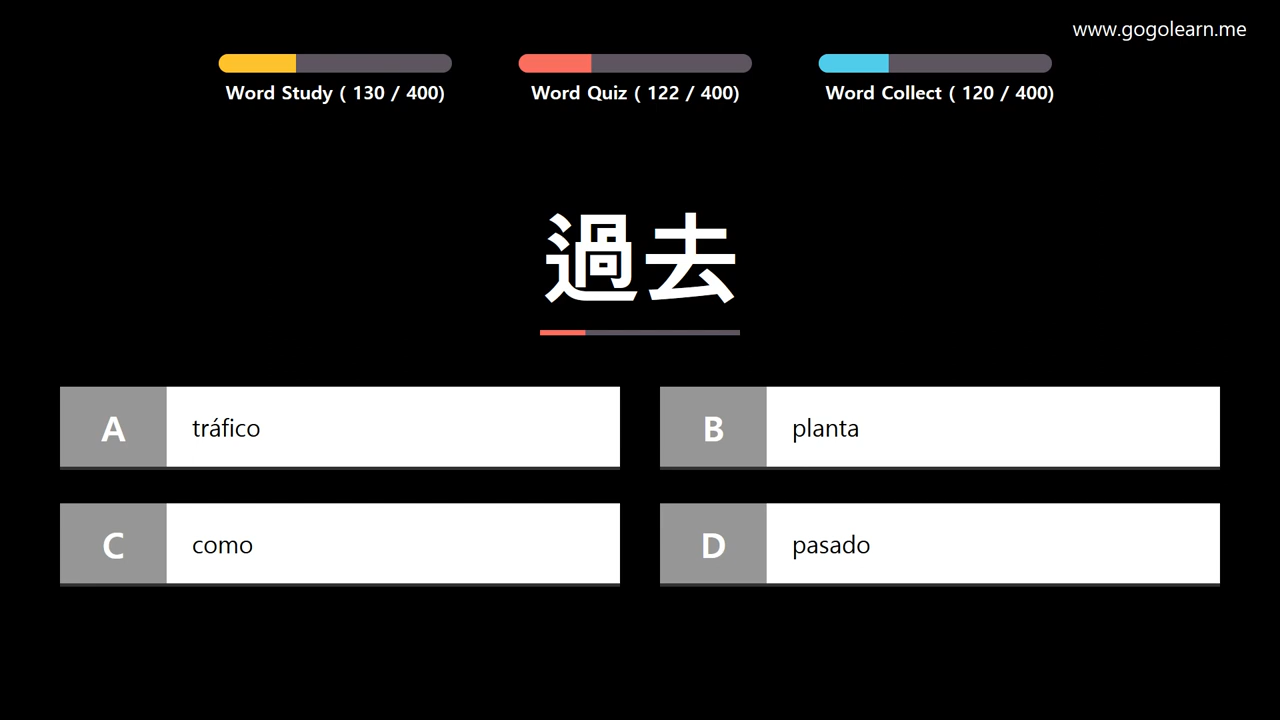 www.gogolearn.me
Word Study ( 130 / 400)
Word Quiz ( 122 / 400)
Word Collect ( 120 / 400)
過去
A tráfico
B planta
C como
D pasado